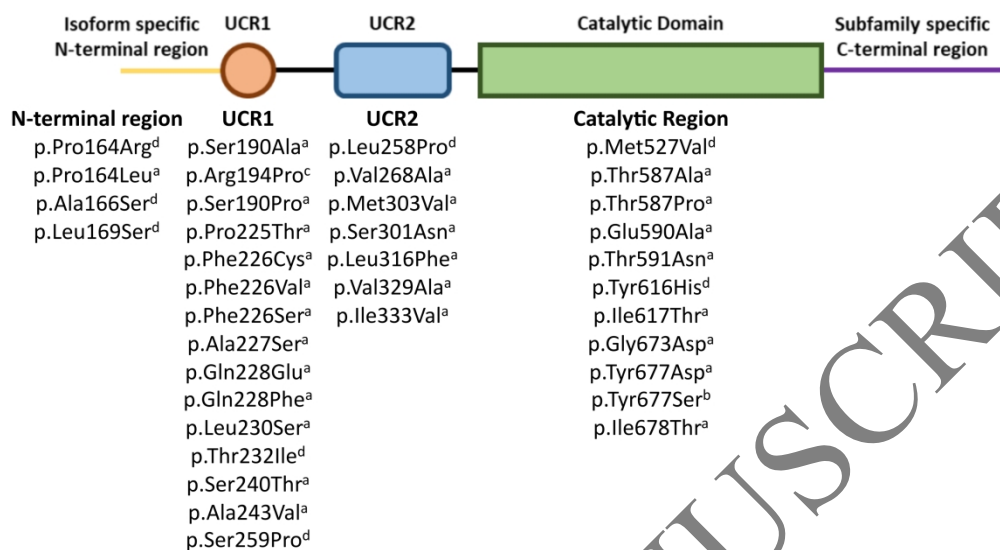 Isoform specific
N-terminal region
UCR1
UCR2
Catalytic Domain
Subfamily specific
C-terminal region
N-terminal region
p.Pro164Argᵈ
p.Pro164Leuᵃ
p.Ala166Serᵈ
p.Leu169Serᵈ
UCR1
p.Ser190Alaᵃ
p.Arg194Proᶜ
p.Ser190Proᵃ
p.Pro225Thrᵃ
p.Phe226Cysᵃ
p.Phe226Valᵃ
p.Phe226Serᵃ
p.Ala227Serᵃ
p.Gln228Gluᵃ
p.Gln228Pheᵃ
p.Leu230Serᵃ
p.Thr232Ileᵈ
p.Ser240Thrᵃ
p.Ala243Valᵃ
p.Ser259Proᵈ
UCR2
p.Leu258Proᵈ
p.Val268Alaᵃ
p.Met303Valᵃ
p.Ser301Asnᵃ
p.Leu316Pheᵃ
p.Val329Alaᵃ
p.Ile333Valᵃ
Catalytic Region
p.Met527Valᵈ
p.Thr587Alaᵃ
p.Thr587Proᵃ
p.Glu590Alaᵃ
p.Thr591Asnᵃ
p.Tyr616Hisᵈ
p.Ile617Thrᵃ
p.Gly673Aspᵃ
p.Tyr677Aspᵃ
p.Tyr677Serᵇ
p.Ile678Thrᵃ
USCRI